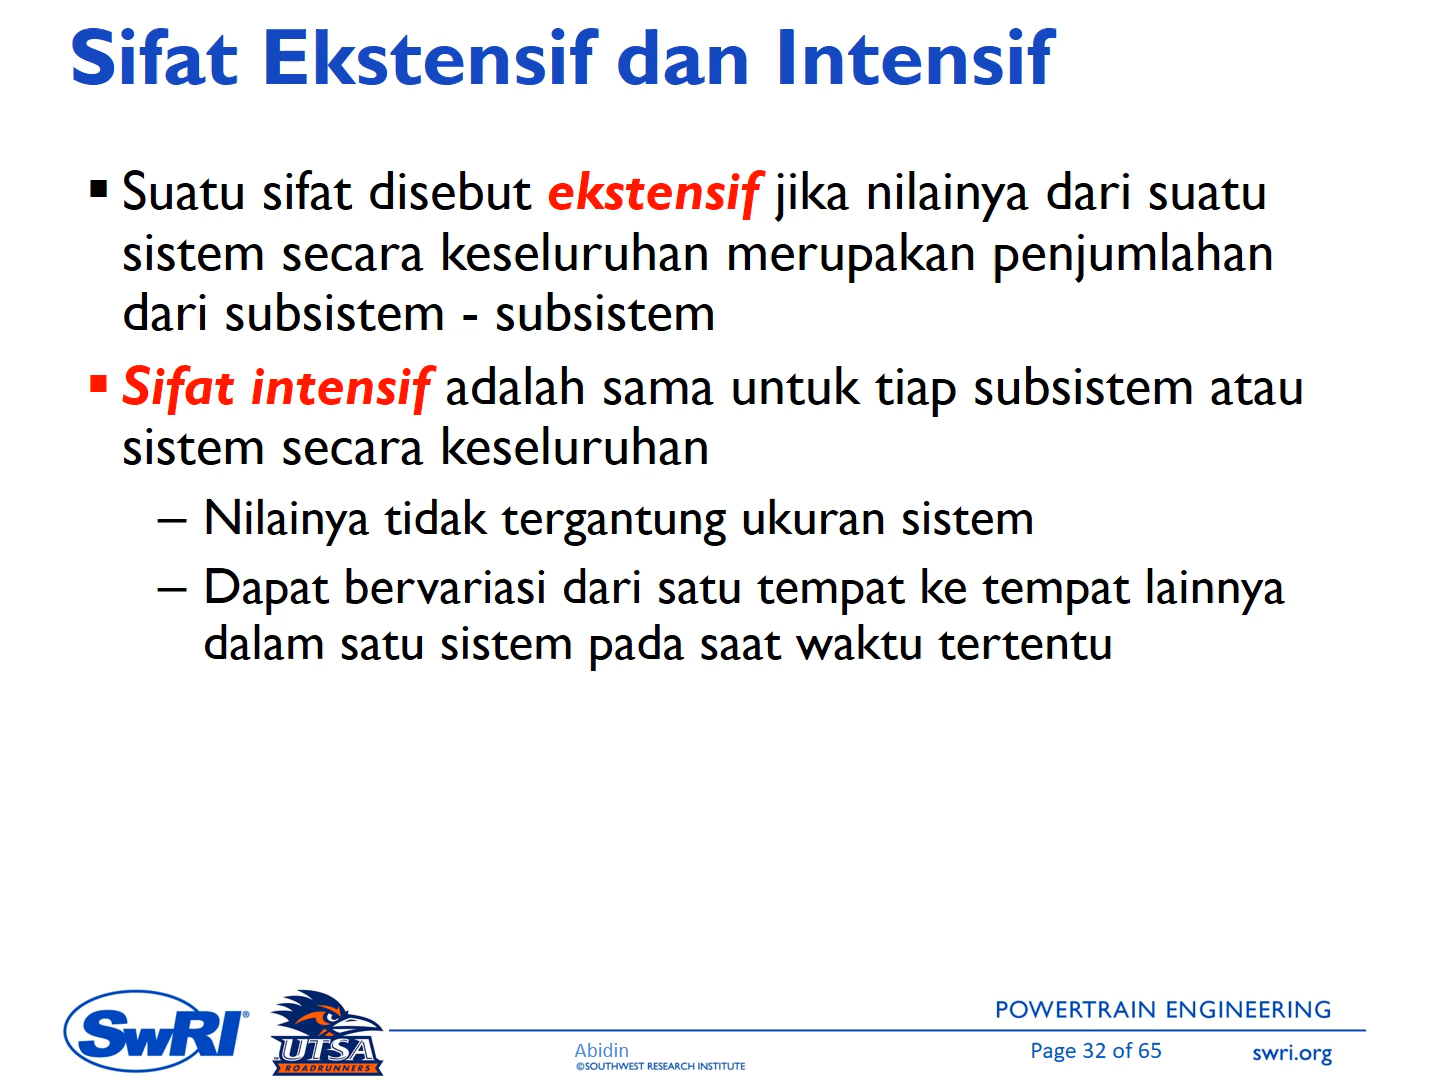 Sifat Ekstensif dan Intensif
▪ Suatu sifat disebut ekstensif jika nilainya dari suatu
sistem secara keseluruhan merupakan penjumlahan
dari subsistem - subsistem
▪ Sifat intensif adalah sama untuk tiap subsistem atau
sistem secara keseluruhan
– Nilainya tidak tergantung ukuran sistem
– Dapat bervariasi dari satu tempat ke tempat lainnya
dalam satu sistem pada saat waktu tertentu
SwRI®
UTSA
ROADRUNNERS
Abidin
©SOUTHWEST RESEARCH INSTITUTE
POWERTRAIN ENGINEERING
Page 32 of 65
swri.org